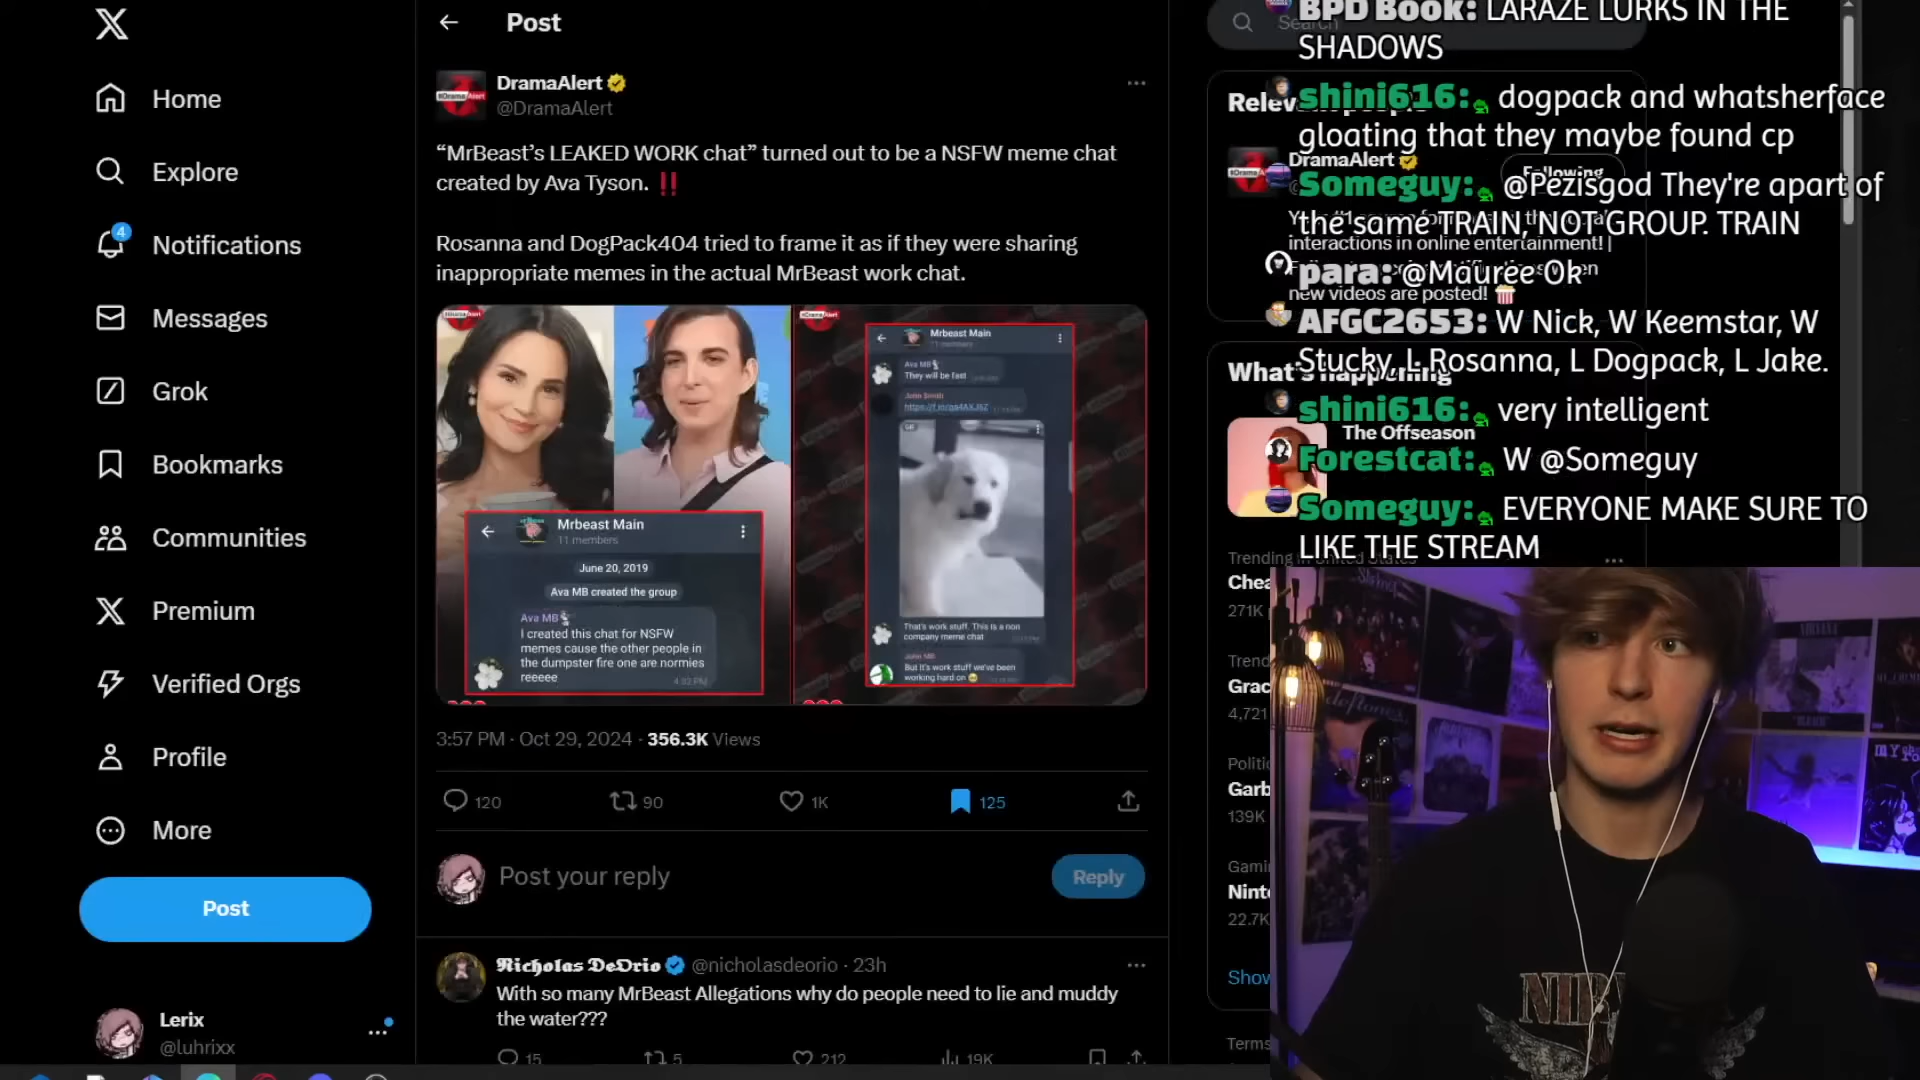 Post
Home
Explore
4
Notifications
Messages
Grok
Bookmarks
Communities
Premium
Verified Orgs
Profile
More
Post
Lerix
@luhrixx
DramaAlert
@DramaAlert
“MrBeast’s LEAKED WORK chat” turned out to be a NSFW meme chat
created by Ava Tyson. ‼️
Rosanna and DogPack404 tried to frame it as if they were sharing
inappropriate memes in the actual MrBeast work chat.
Mrbeast Main
11 members
June 20, 2019
Ava MB created the group
Ava MB
I created this chat for NSFW
memes cause the other people in
the dumpster fire one are normies
reeeee
4:32 PM
Mrbeast Main
11 members
Ava MB
They will be fast
John Smith
GIF
That's work stuff. This is a non
company meme chat
John MB
But it's work stuff we've been
working hard on
3:57 PM · Oct 29, 2024 · 356.3K Views
120
90
1K
125
Post your reply
Reply
Nicholas DeOrio @nicholasdeorio · 23h
With so many MrBeast Allegations why do people need to lie and muddy
the water???
15
5
212
19K
Search
DramaAlert
Following
interactions in online entertainment! |
new videos are posted! 🍿
What's happening
The Offseason
Trending in United States
271K
4,721
139K
22.7K
Show
Terms
BPD Book: LARAZE LURKS IN THE
SHADOWS
shini616: dogpack and whatsherface
gloating that they maybe found cp
Someguy: @Pezisgod They're apart of
the same TRAIN, NOT GROUP. TRAIN
para: @Mauree Ok
AFGC2653: W Nick, W Keemstar, W
Stucky, L Rosanna, L Dogpack, L Jake.
shini616: very intelligent
Forestcat: W @Someguy
Someguy: EVERYONE MAKE SURE TO
LIKE THE STREAM
deftones
NIRVANA